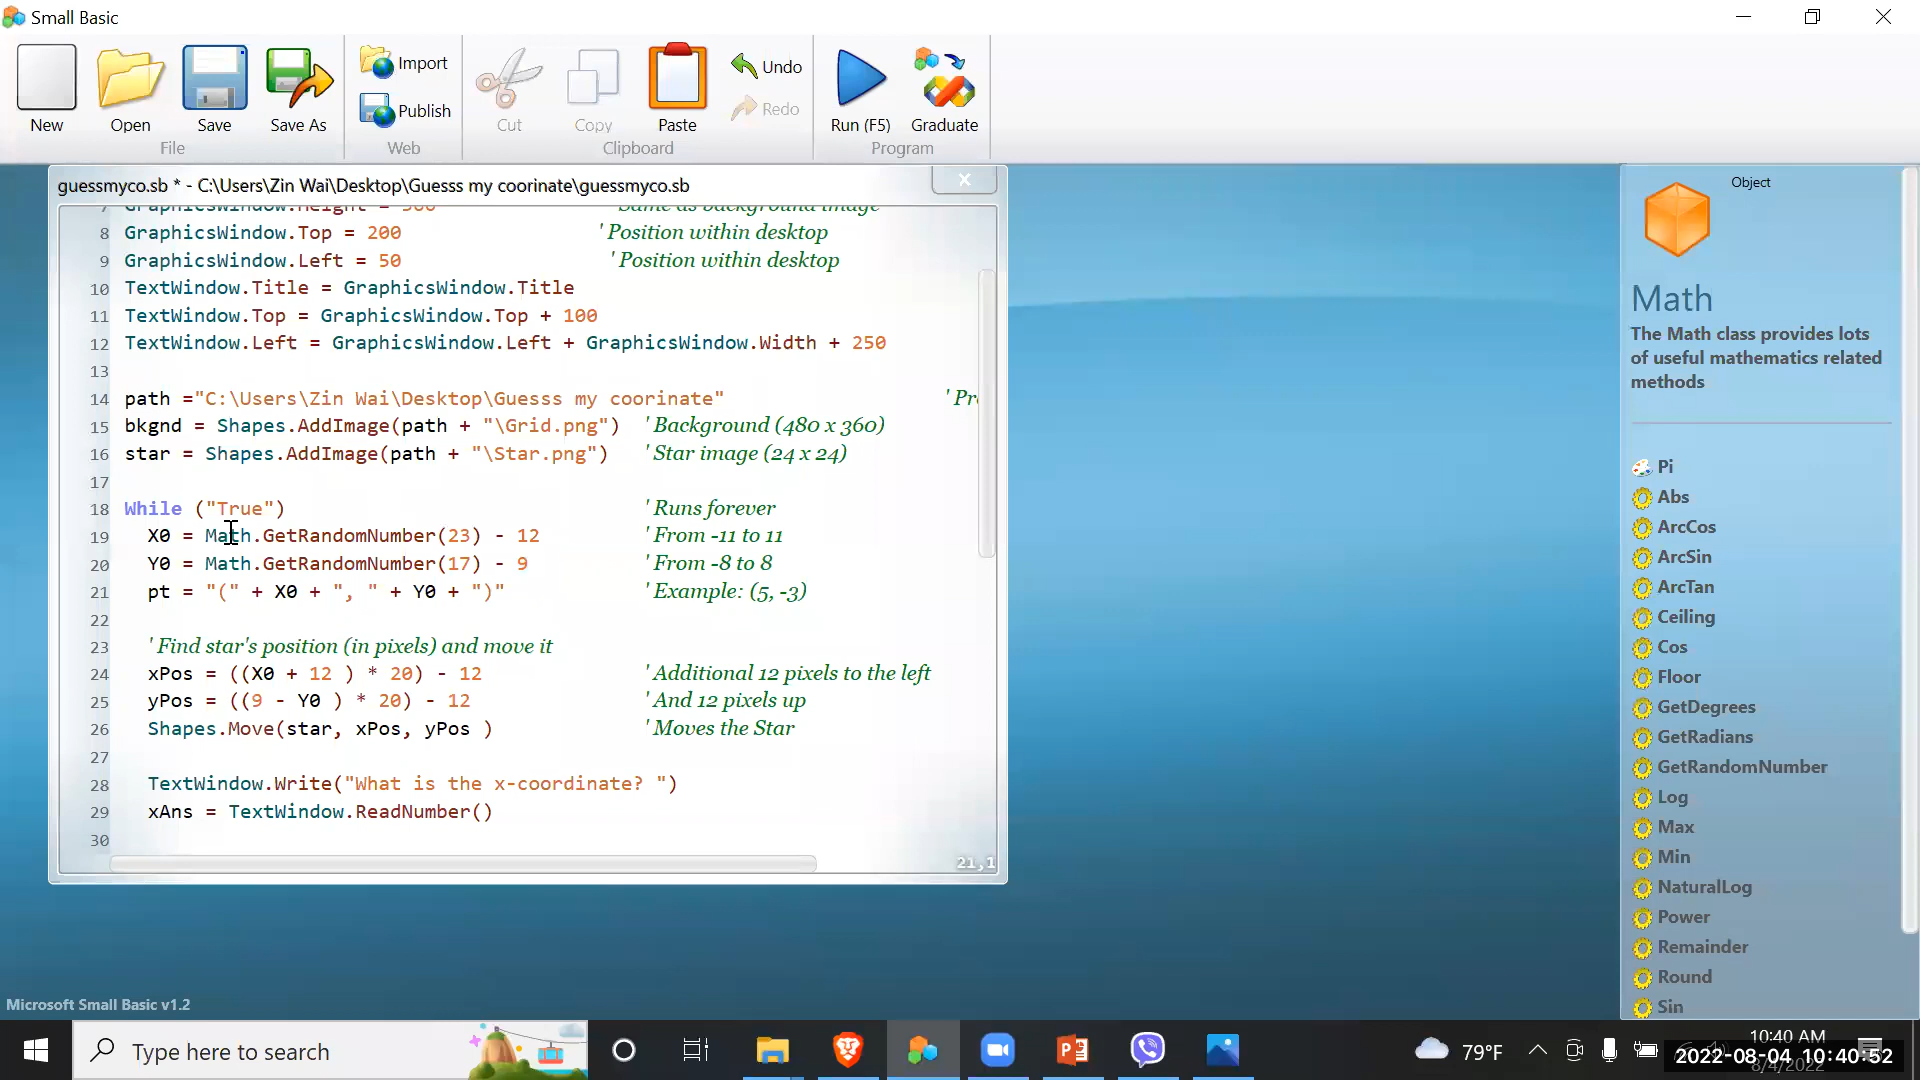 Small Basic
New
Open
Save
Save As
Import
Publish
Cut
Copy
Paste
Undo
Redo
Run (F5)
Graduate
File
Web
Clipboard
Program
guessmyco.sb * - C:\Users\Zin Wai\Desktop\Guesss my coorinate\guessmyco.sb
7 GraphicsWindow.Height = 360 ' Same as background image
8 GraphicsWindow.Top = 200 ' Position within desktop
9 GraphicsWindow.Left = 50 ' Position within desktop
10 TextWindow.Title = GraphicsWindow.Title
11 TextWindow.Top = GraphicsWindow.Top + 100
12 TextWindow.Left = GraphicsWindow.Left + GraphicsWindow.Width + 250
13
14 path ="C:\Users\Zin Wai\Desktop\Guesss my coorinate" ' Pr
15 bkgnd = Shapes.AddImage(path + "\Grid.png") ' Background (480 x 360)
16 star = Shapes.AddImage(path + "\Star.png") ' Star image (24 x 24)
17
18 While ("True") ' Runs forever
19 X0 = Math.GetRandomNumber(23) - 12 ' From -11 to 11
20 Y0 = Math.GetRandomNumber(17) - 9 ' From -8 to 8
21 pt = "(" + X0 + ", " + Y0 + ")" ' Example: (5, -3)
22
23 ' Find star's position (in pixels) and move it
24 xPos = ((X0 + 12 ) * 20) - 12 ' Additional 12 pixels to the left
25 yPos = ((9 - Y0 ) * 20) - 12 ' And 12 pixels up
26 Shapes.Move(star, xPos, yPos ) ' Moves the Star
27
28 TextWindow.Write("What is the x-coordinate? ")
29 xAns = TextWindow.ReadNumber()
30
21,1
Object
Math
The Math class provides lots
of useful mathematics related
methods
Pi
Abs
ArcCos
ArcSin
ArcTan
Ceiling
Cos
Floor
GetDegrees
GetRadians
GetRandomNumber
Log
Max
Min
NaturalLog
Power
Remainder
Round
Sin
Microsoft Small Basic v1.2
Type here to search
79°F
10:40 AM
8/4/2022
2022-08-04 10:40:52